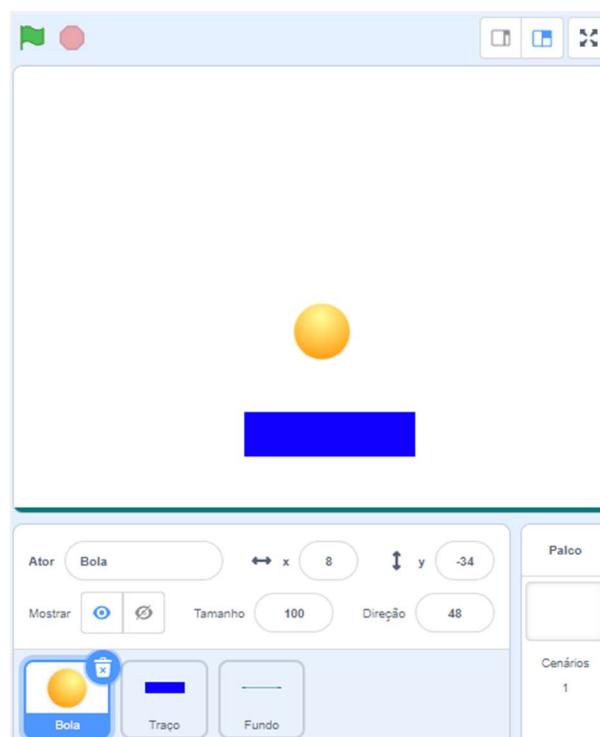 Ator Bola x 8 y -34 Palco
Mostrar Tamanho 100 Direção 48
Cenários
1
Bola Traço Fundo